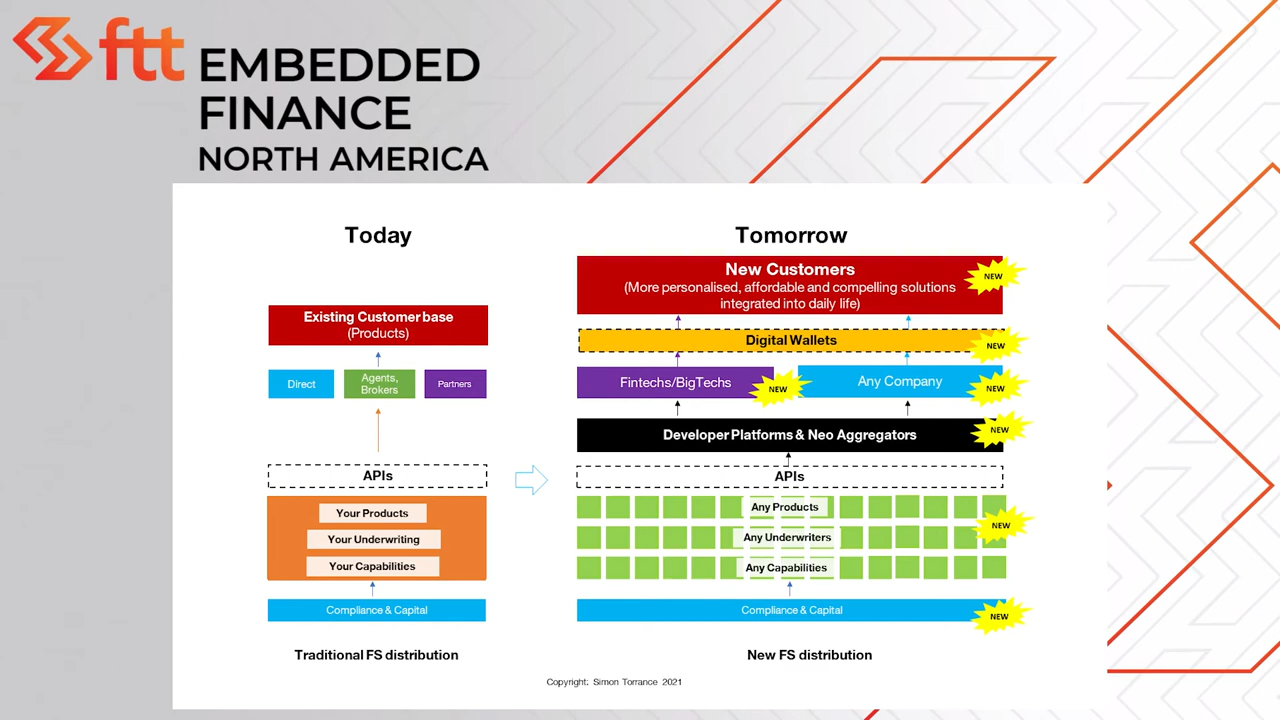 ftt
EMBEDDED
FINANCE
NORTH AMERICA
Today
Existing Customer base
(Products)
Direct
Agents,
Brokers
Partners
APIs
Your Products
Your Underwriting
Your Capabilities
Compliance & Capital
Traditional FS distribution
Tomorrow
New Customers
(More personalised, affordable and compelling solutions
integrated into daily life)
NEW
Digital Wallets
NEW
Fintechs/BigTechs
NEW
Any Company
NEW
Developer Platforms & Neo Aggregators
NEW
APIs
Any Products
Any Underwriters
Any Capabilities
NEW
Compliance & Capital
NEW
New FS distribution
Copyright: Simon Torrance 2021